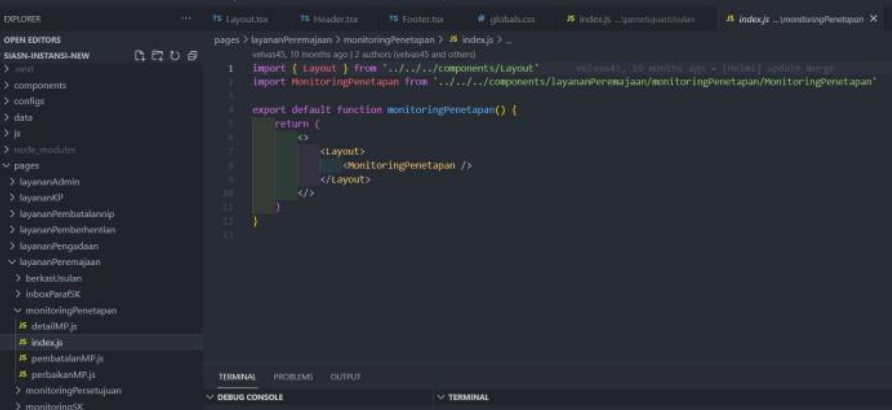 EXPLORER ···
OPEN EDITORS
SIASN-INSTANSI-NEW
> .next
> components
> configs
> data
> js
> node_modules
pages
> layananAdmin
> layananKP
> layananPembatalannip
> layananPemberhentian
> layananPengadaan
layananPeremajaan
> berkasUsulan
> inboxParafSK
monitoringPenetapan
JS detailMP.js
JS index.js
JS pembatalanMP.js
JS perbaikanMP.js
> monitoringPersetujuan
> monitoringSK
TS Layout.tsx TS Header.tsx TS Footer.tsx # globals.css JS index.js ...\persetujuanUsulan JS index.js ...\monitoringPenetapan ×
pages > layananPeremajaan > monitoringPenetapan > JS index.js > ...
velvas45, 10 months ago | 2 authors (velvas45 and others)
1 import { Layout } from '../../../components/Layout' velvas45, 10 months ago • [Helmi] update merge
2 import MonitoringPenetapan from '../../../components/layananPeremajaan/monitoringPenetapan/MonitoringPenetapan'
3
4 export default function monitoringPenetapan() {
5 return (
6 <>
7 <Layout>
8 <MonitoringPenetapan />
9 </Layout>
10 </>
11 )
12 }
13
TERMINAL PROBLEMS OUTPUT
DEBUG CONSOLE
TERMINAL